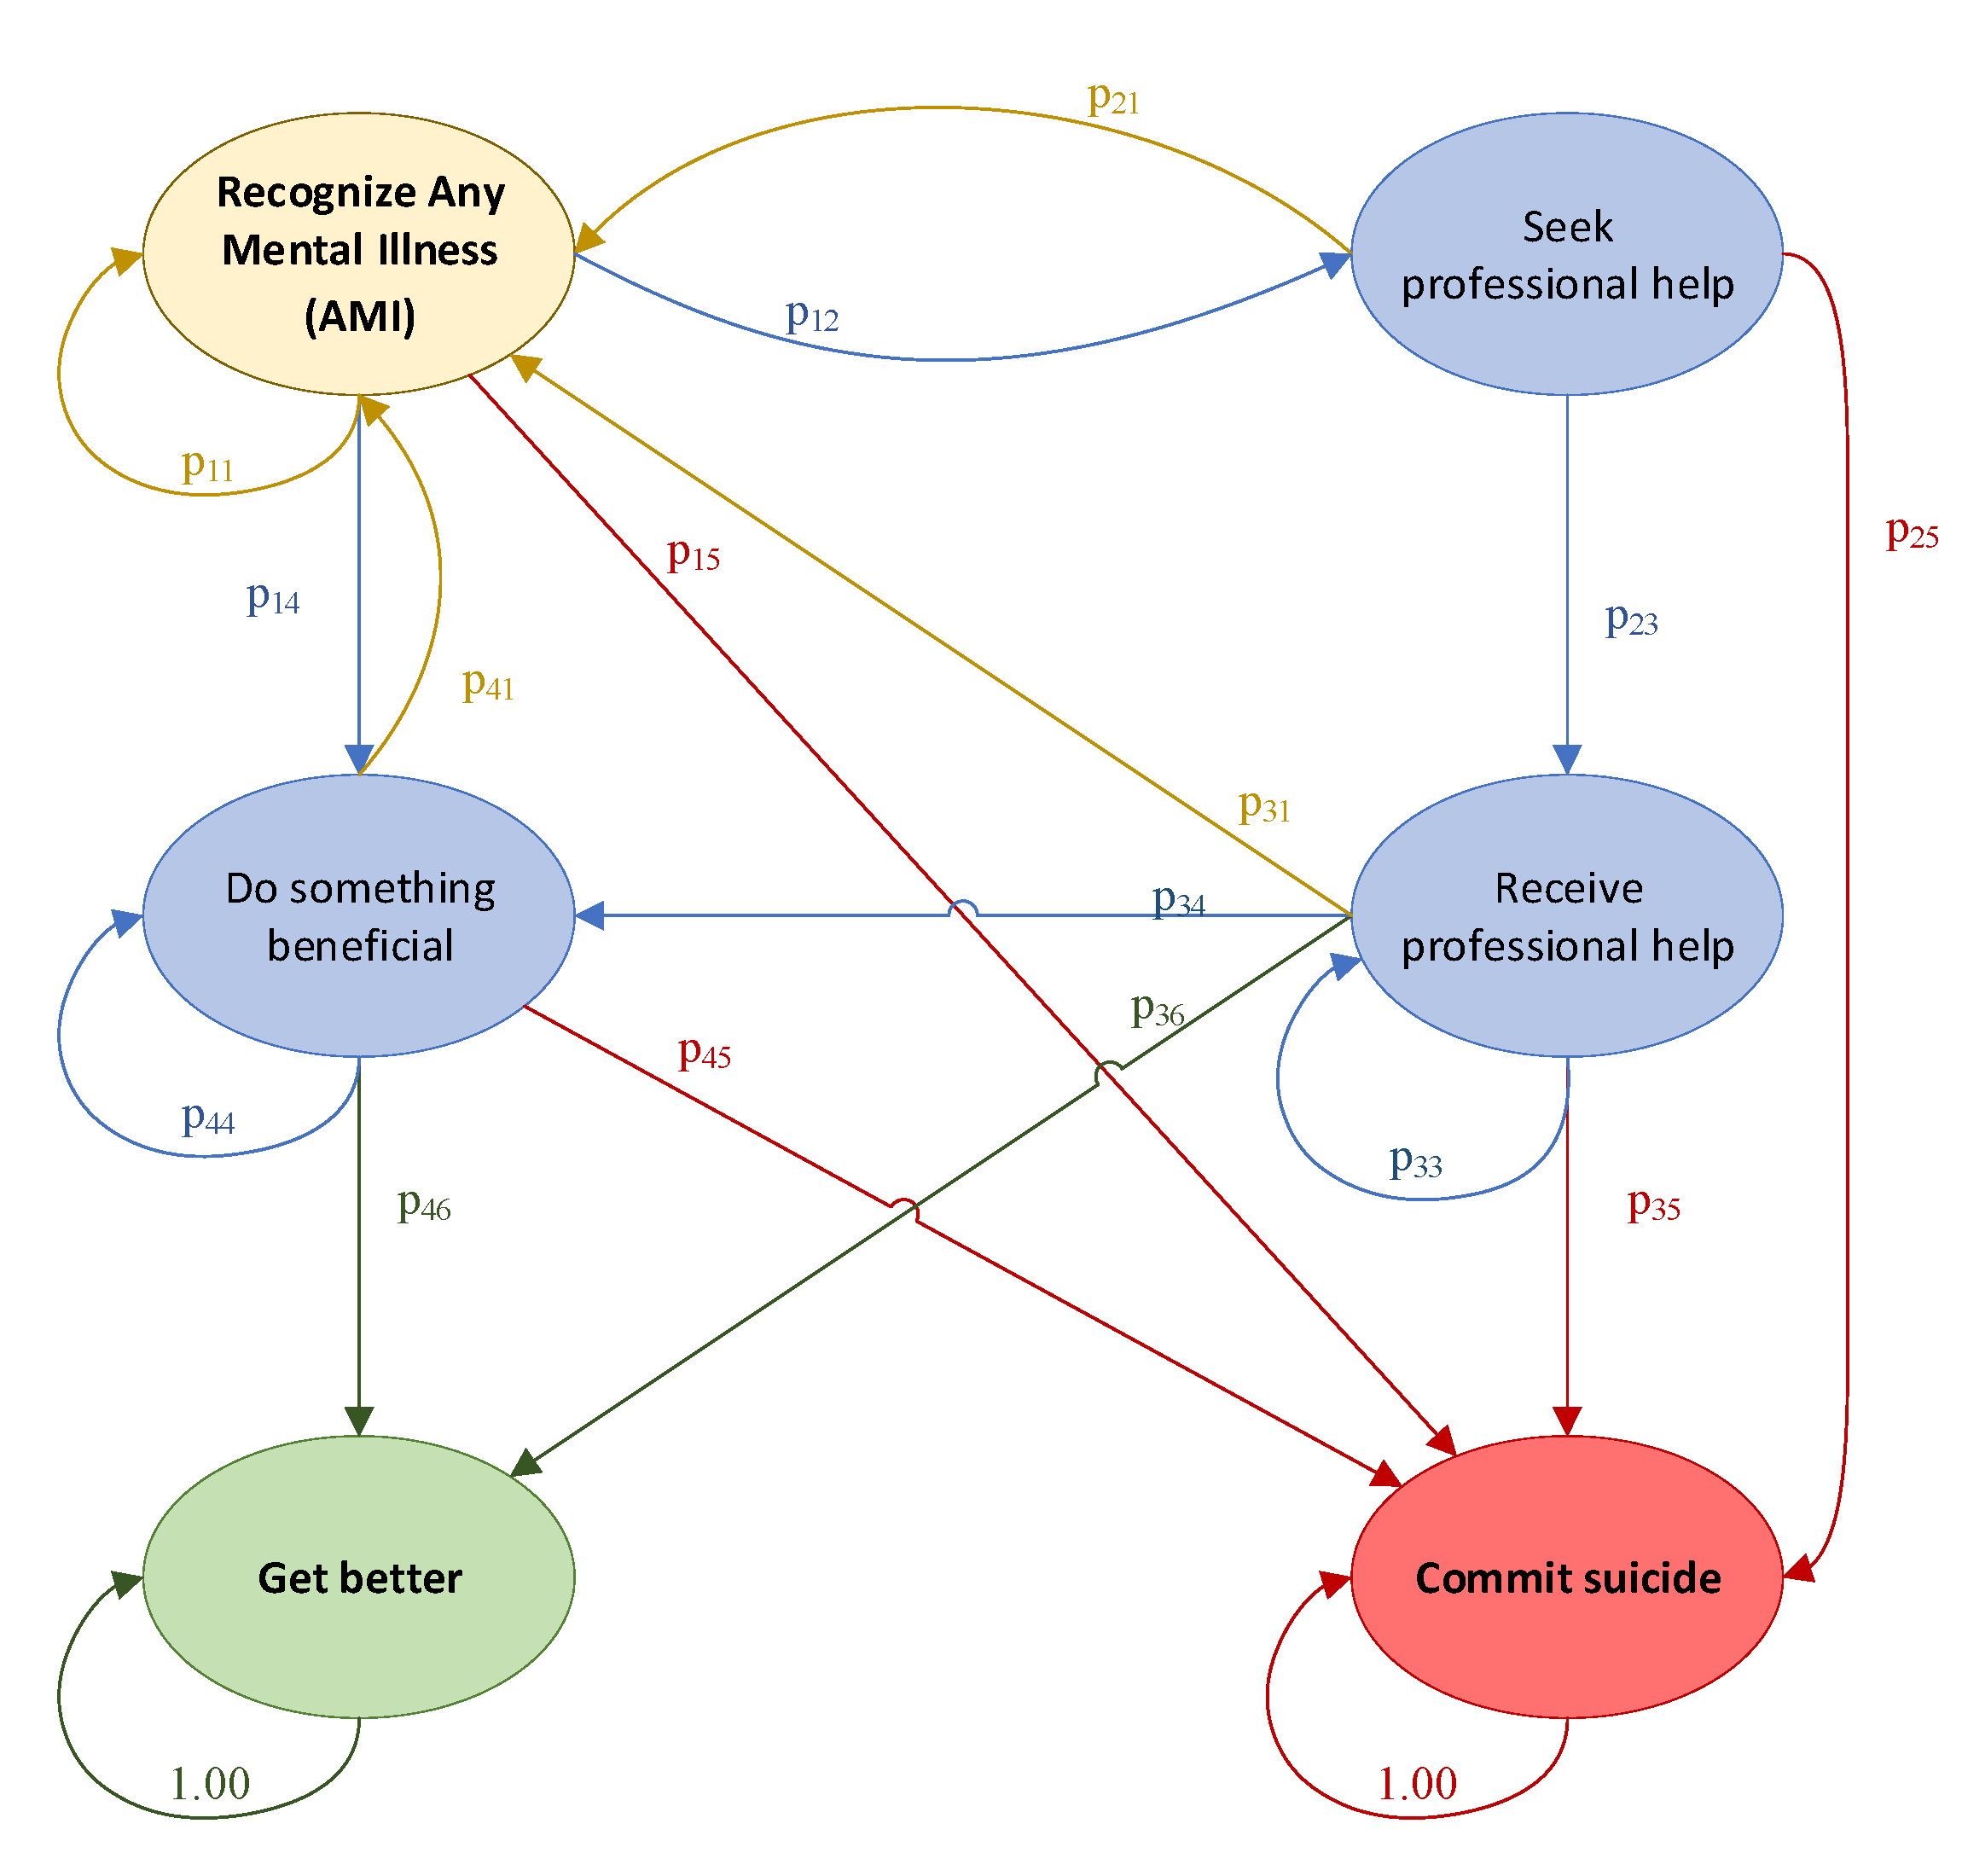 p21
Recognize Any
Mental Illness
(AMI)
Seek
professional help
p12
p11
p15
p25
p14
p23
p41
p31
Do something
beneficial
p34
Receive
professional help
p36
p45
p44
p33
p46
p35
Get better
Commit suicide
1.00
1.00